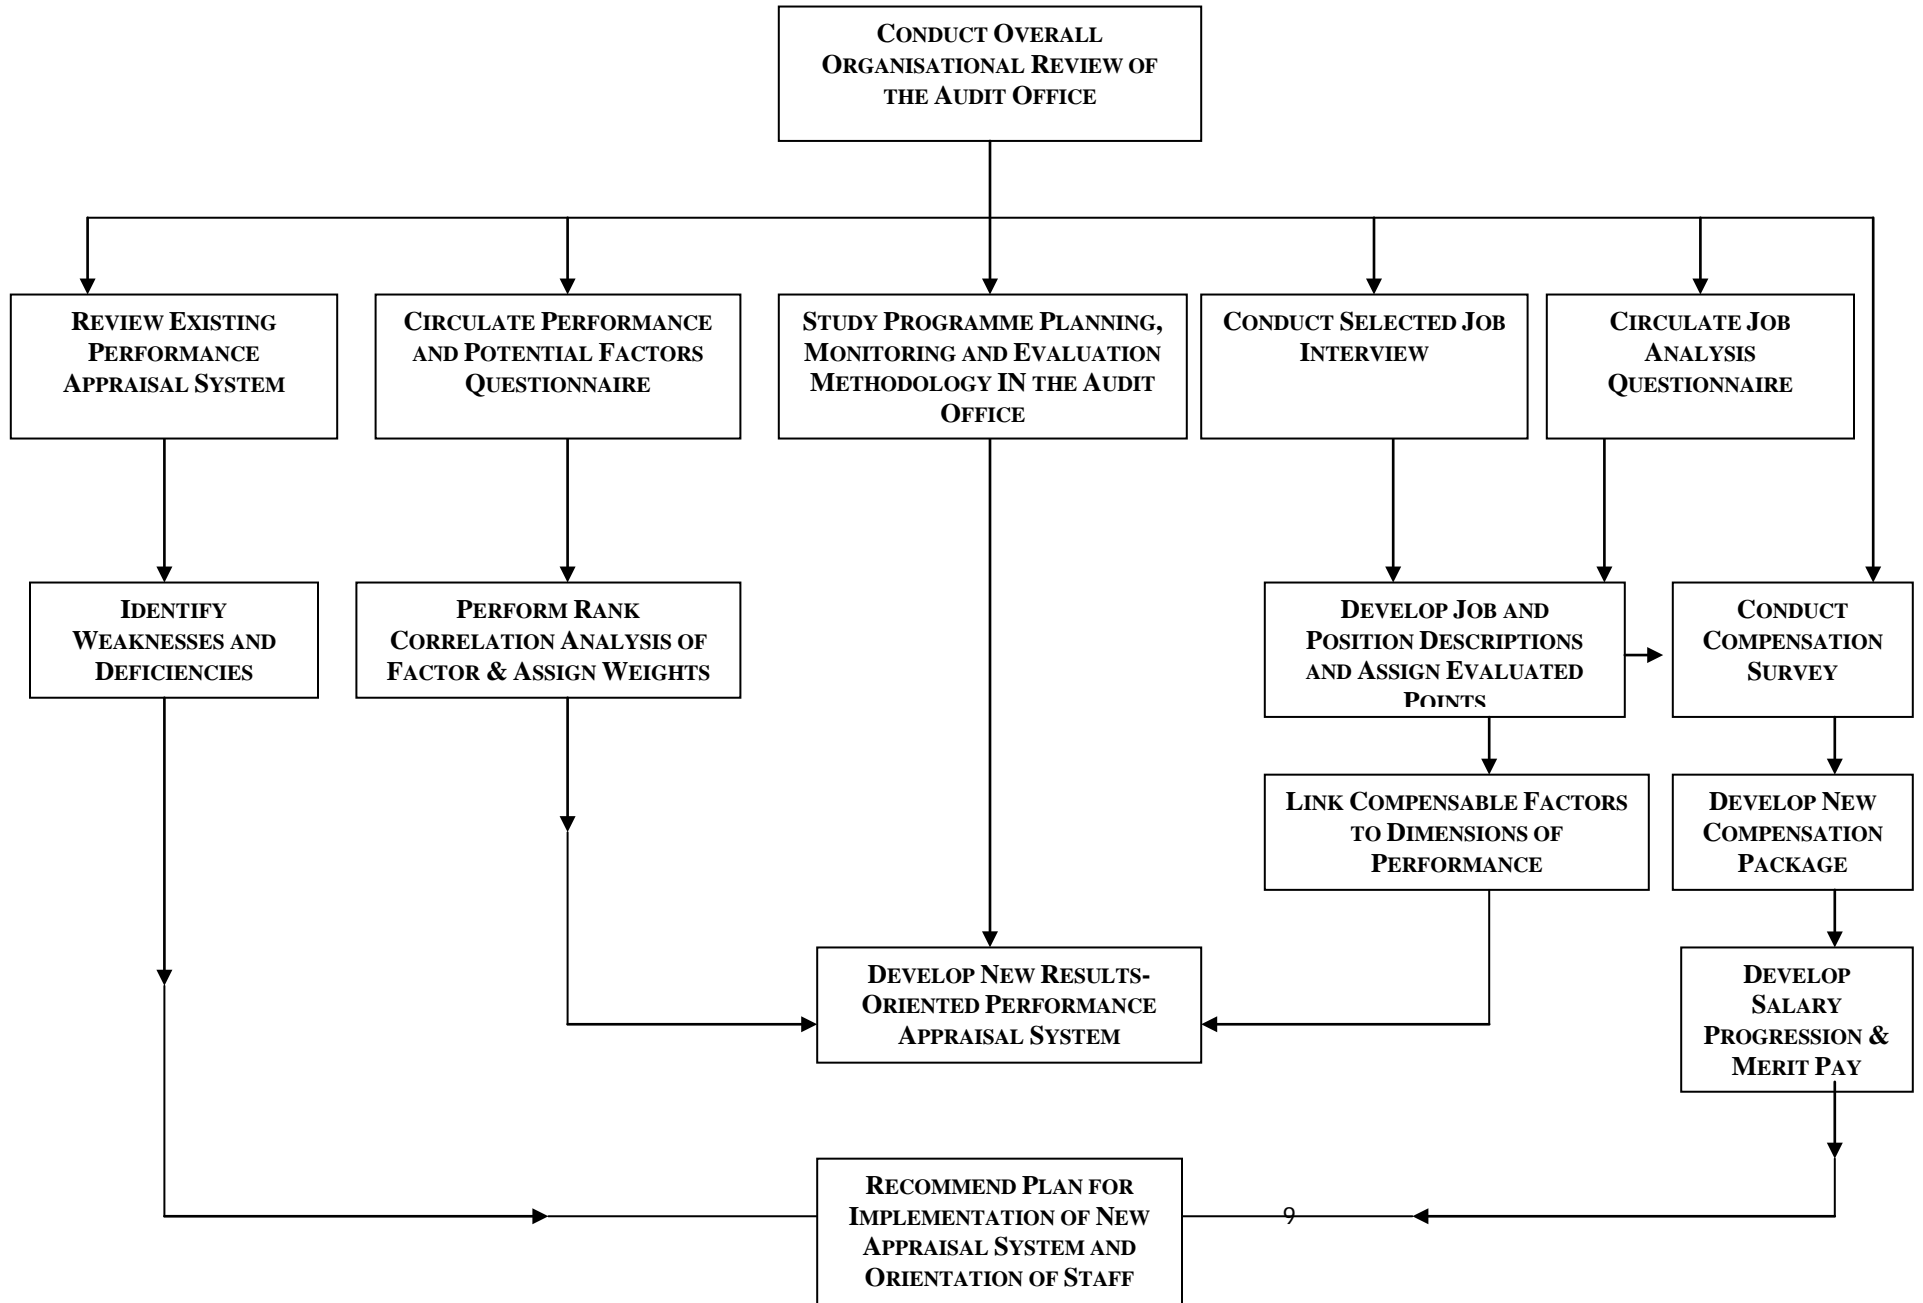 CONDUCT OVERALL
ORGANISATIONAL REVIEW OF
THE AUDIT OFFICE
REVIEW EXISTING
PERFORMANCE
APPRAISAL SYSTEM
CIRCULATE PERFORMANCE
AND POTENTIAL FACTORS
QUESTIONNAIRE
STUDY PROGRAMME PLANNING,
MONITORING AND EVALUATION
METHODOLOGY IN THE AUDIT
OFFICE
CONDUCT SELECTED JOB
INTERVIEW
CIRCULATE JOB
ANALYSIS
QUESTIONNAIRE
IDENTIFY
WEAKNESSES AND
DEFICIENCIES
PERFORM RANK
CORRELATION ANALYSIS OF
FACTOR & ASSIGN WEIGHTS
DEVELOP JOB AND
POSITION DESCRIPTIONS
AND ASSIGN EVALUATED
POINTS
CONDUCT
COMPENSATION
SURVEY
LINK COMPENSABLE FACTORS
TO DIMENSIONS OF
PERFORMANCE
DEVELOP NEW
COMPENSATION
PACKAGE
DEVELOP NEW RESULTS-
ORIENTED PERFORMANCE
APPRAISAL SYSTEM
DEVELOP
SALARY
PROGRESSION &
MERIT PAY
RECOMMEND PLAN FOR
IMPLEMENTATION OF NEW
APPRAISAL SYSTEM AND
ORIENTATION OF STAFF
9